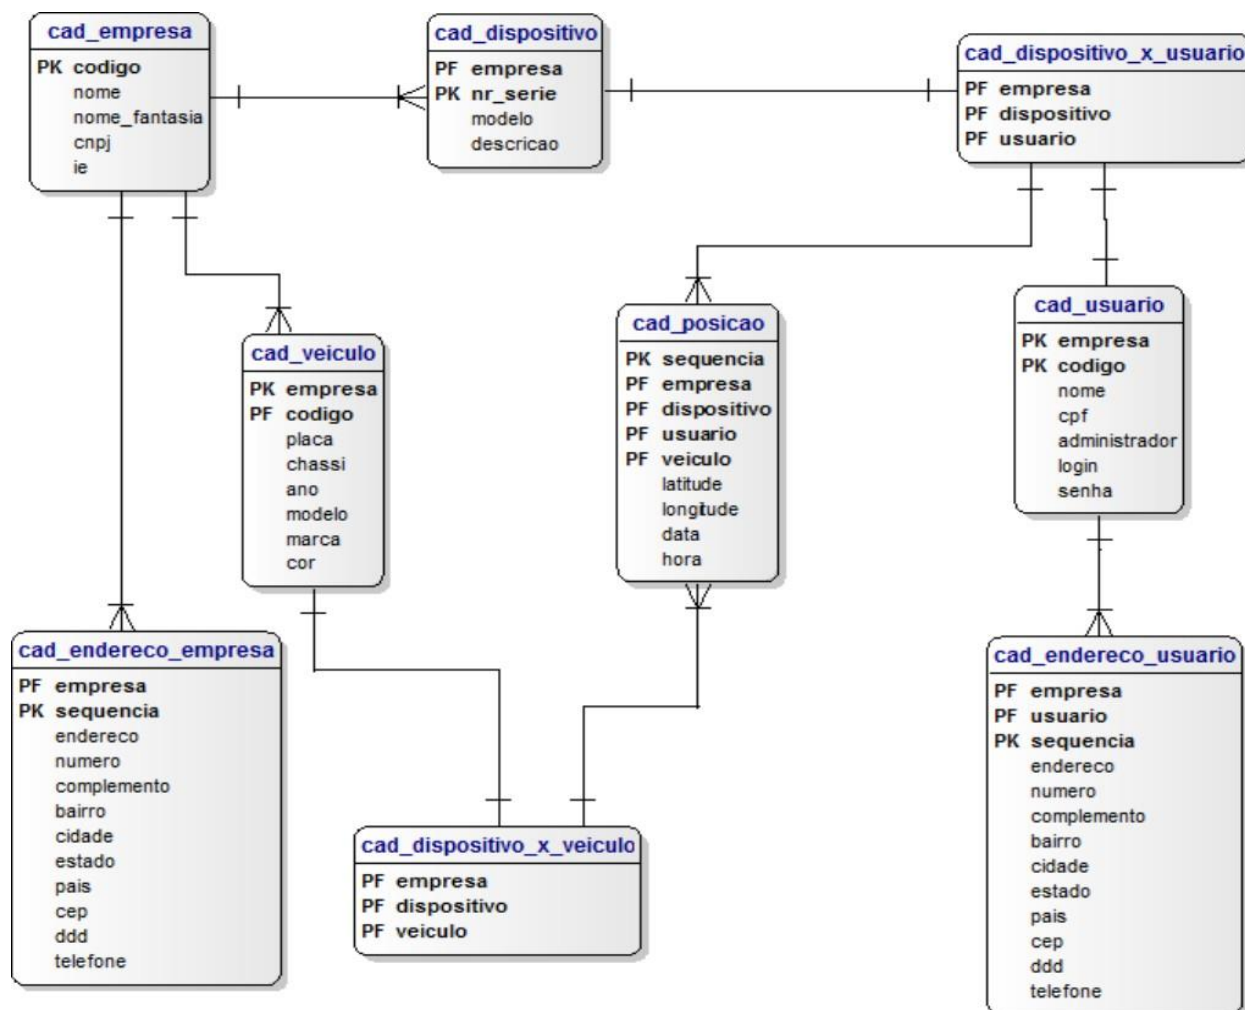 cad_empresa
PK codigo
nome
nome_fantasia
cnpj
ie
cad_dispositivo
PF empresa
PK nr_serie
modelo
descricao
cad_dispositivo_x_usuario
PF empresa
PF dispositivo
PF usuario
cad_veiculo
PK empresa
PF codigo
placa
chassi
ano
modelo
marca
cor
cad_posicao
PK sequencia
PF empresa
PF dispositivo
PF usuario
PF veiculo
latitude
longitude
data
hora
cad_usuario
PK empresa
PK codigo
nome
cpf
administrador
login
senha
cad_endereco_empresa
PF empresa
PK sequencia
endereco
numero
complemento
bairro
cidade
estado
pais
cep
ddd
telefone
cad_dispositivo_x_veiculo
PF empresa
PF dispositivo
PF veiculo
cad_endereco_usuario
PF empresa
PF usuario
PK sequencia
endereco
numero
complemento
bairro
cidade
estado
pais
cep
ddd
telefone